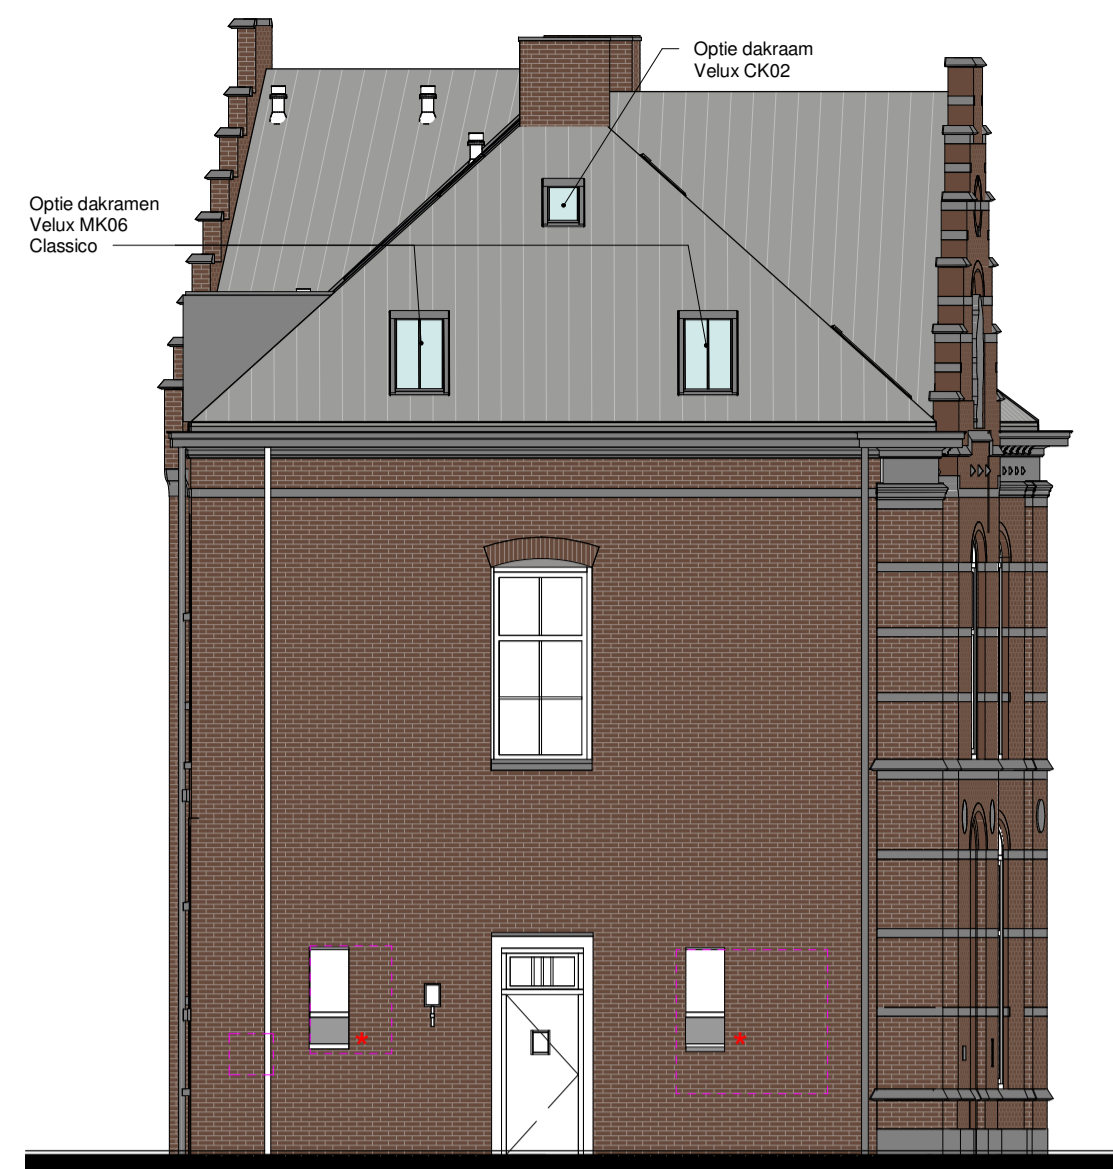 Optie dakraam
Velux CK02
Optie dakramen
Velux MK06
Classico
*
*